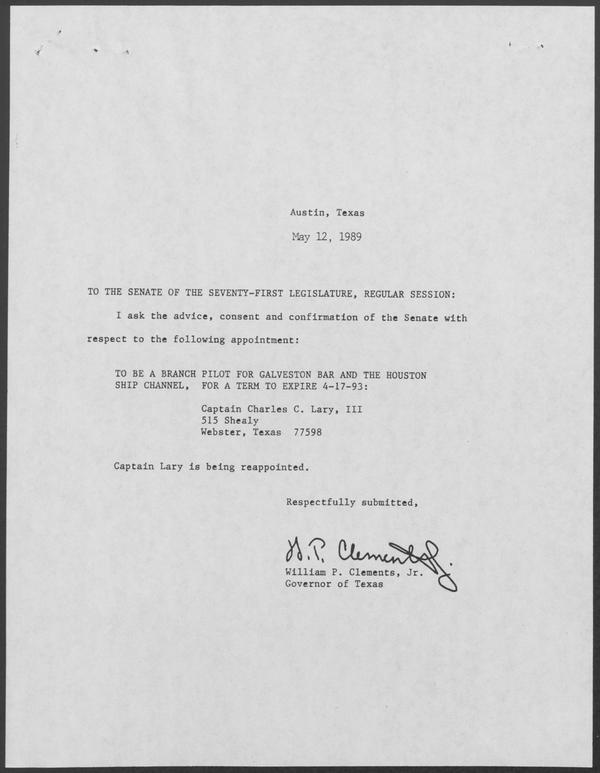 Austin, Texas
May 12, 1989
TO THE SENATE OF THE SEVENTY-FIRST LEGISLATURE, REGULAR SESSION:
I ask the advice, consent and confirmation of the Senate with
respect to the following appointment:
TO BE A BRANCH PILOT FOR GALVESTON BAR AND THE HOUSTON
SHIP CHANNEL, FOR A TERM TO EXPIRE 4-17-93:
Captain Charles C. Lary, III
515 Shealy
Webster, Texas 77598
Captain Lary is being reappointed.
Respectfully submitted,
W. P. Clements Jr.
William P. Clements, Jr.
Governor of Texas